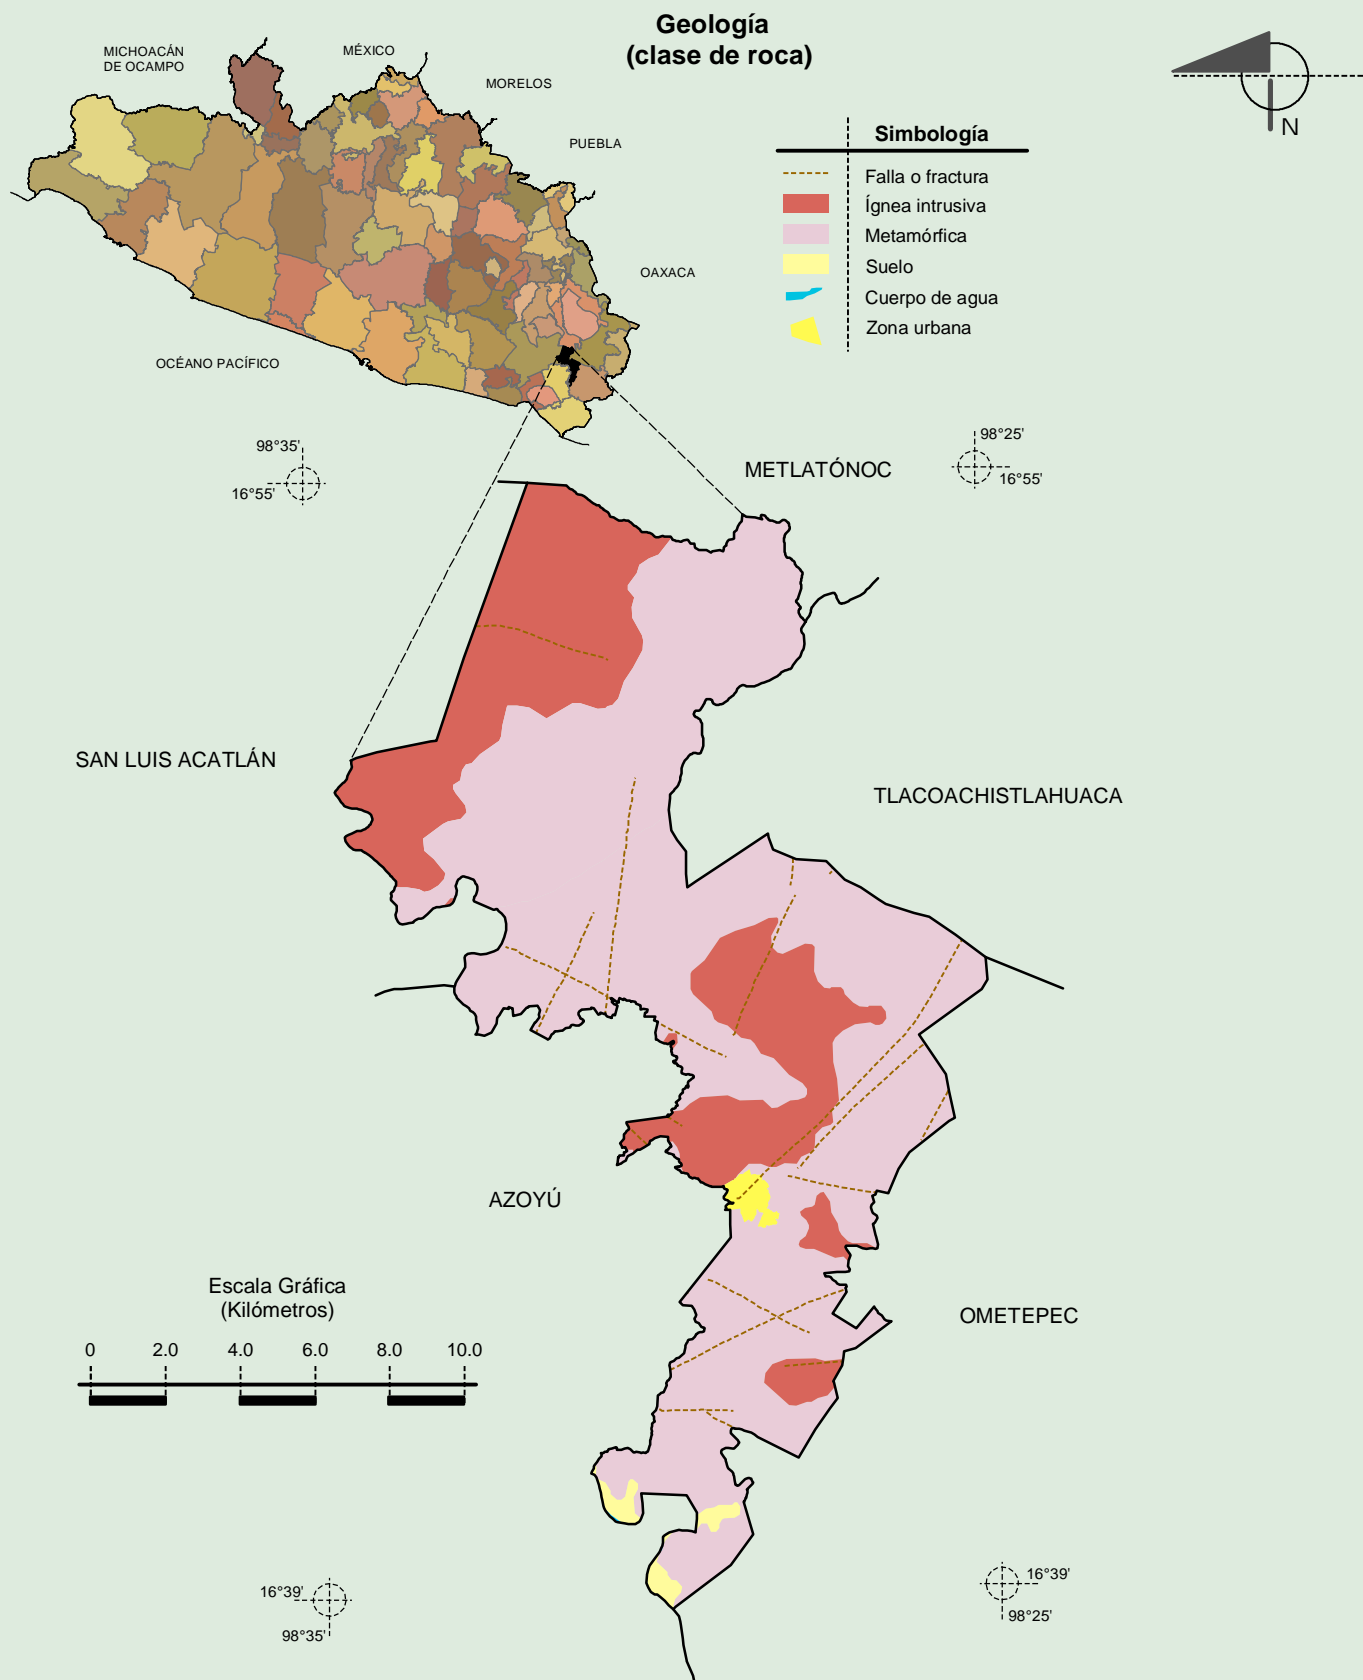 Geología
(clase de roca)
MICHOACÁN
DE OCAMPO
MÉXICO
MORELOS
PUEBLA
OAXACA
OCÉANO PACÍFICO
N
Simbología
Falla o fractura
Ígnea intrusiva
Metamórfica
Suelo
Cuerpo de agua
Zona urbana
98°35'
16°55'
98°25'
16°55'
METLATÓNOC
SAN LUIS ACATLÁN
TLACOACHISTLAHUACA
AZOYÚ
OMETEPEC
Escala Gráfica
(Kilómetros)
0 2.0 4.0 6.0 8.0 10.0
16°39'
98°35'
16°39'
98°25'